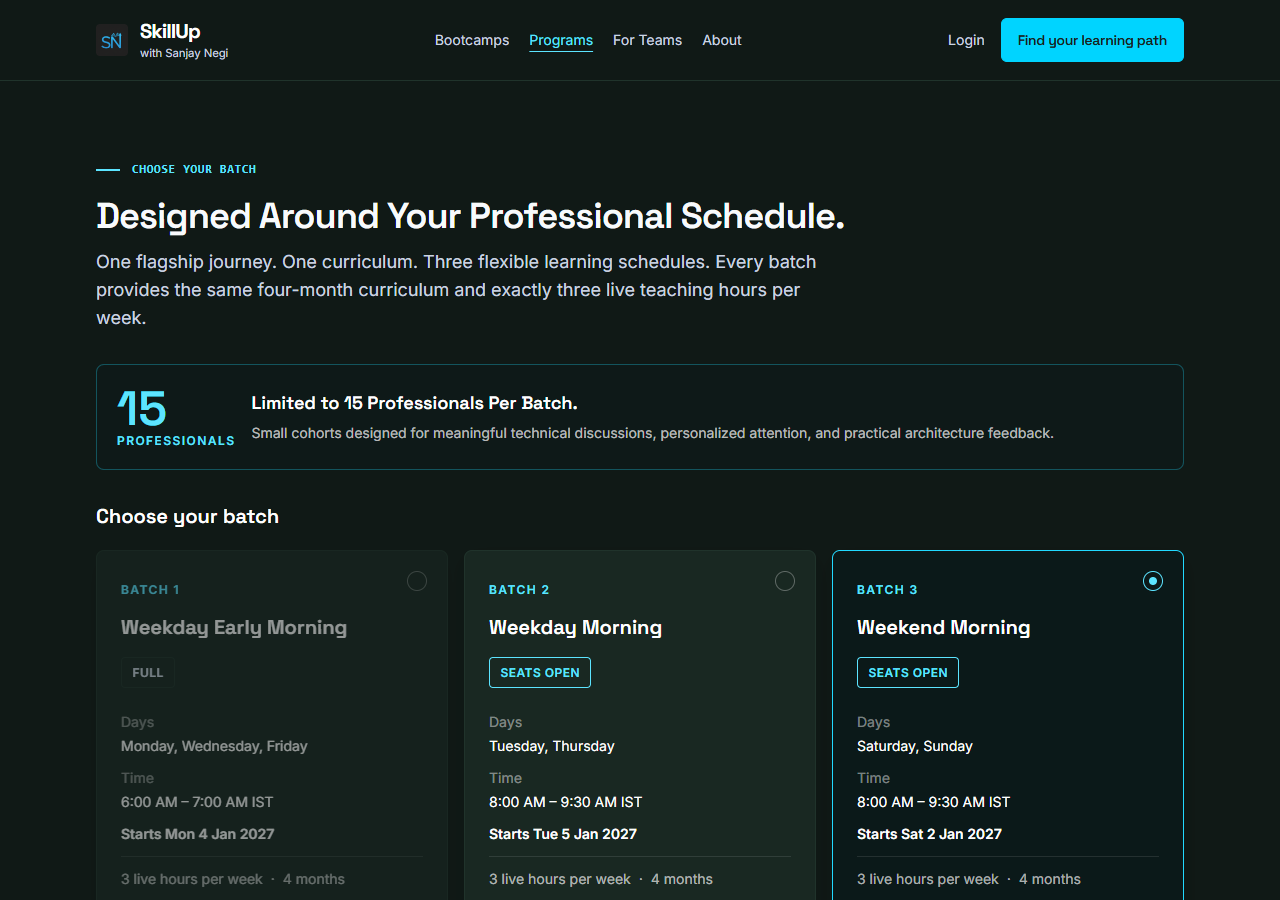 SN
SkillUp
with Sanjay Negi
Bootcamps
Programs
For Teams
About
Login
Find your learning path
CHOOSE YOUR BATCH
Designed Around Your Professional Schedule.
One flagship journey. One curriculum. Three flexible learning schedules. Every batch
provides the same four-month curriculum and exactly three live teaching hours per
week.
15
PROFESSIONALS
Limited to 15 Professionals Per Batch.
Small cohorts designed for meaningful technical discussions, personalized attention, and practical architecture feedback.
Choose your batch
BATCH 1
Weekday Early Morning
FULL
Days
Monday, Wednesday, Friday
Time
6:00 AM – 7:00 AM IST
Starts Mon 4 Jan 2027
3 live hours per week · 4 months
BATCH 2
Weekday Morning
SEATS OPEN
Days
Tuesday, Thursday
Time
8:00 AM – 9:30 AM IST
Starts Tue 5 Jan 2027
3 live hours per week · 4 months
BATCH 3
Weekend Morning
SEATS OPEN
Days
Saturday, Sunday
Time
8:00 AM – 9:30 AM IST
Starts Sat 2 Jan 2027
3 live hours per week · 4 months